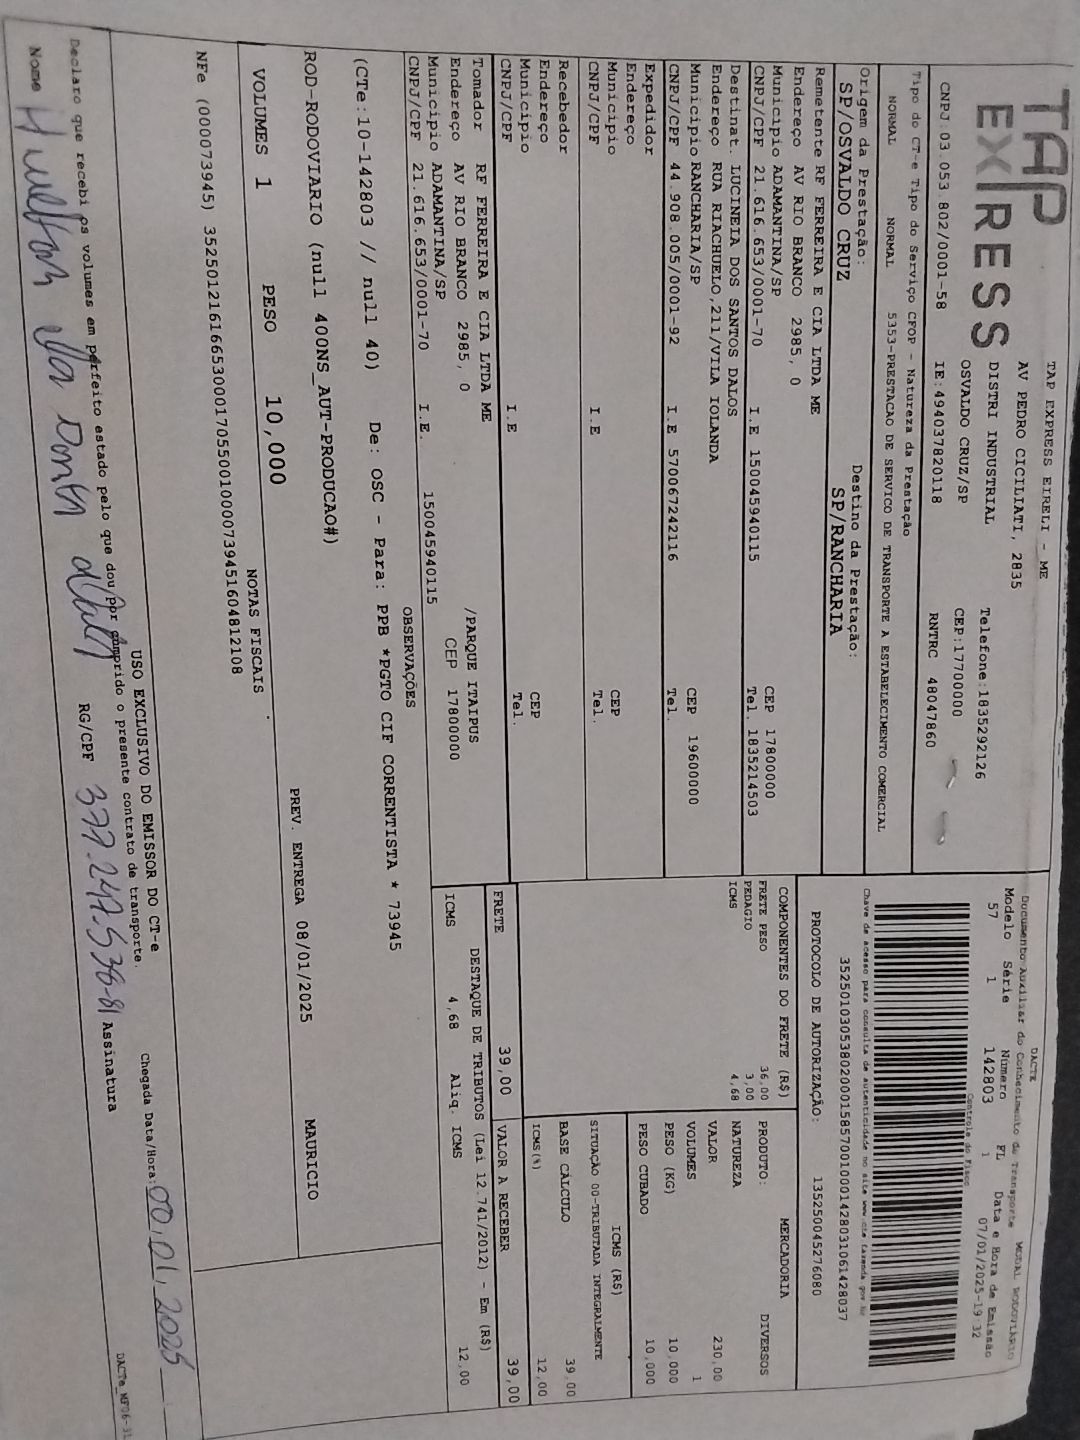 TAP
EXPRESS
TAP EXPRESS EIRELI - ME
AV PEDRO CICILIATI, 2835
DISTRI INDUSTRIAL
OSVALDO CRUZ/SP
Telefone:1835292126
CEP:17700000
CNPJ 03.053.802/0001-58 IE:494037820118 RNTRC 48047860
DACTE
Documento Auxiliar do Conhecimento de Transporte MODAL RODOVIARIO
Modelo Série Número FL Data e Hora de Emissão
57 1 142803 1 07/01/2025-19 32
Controle do Fisco
Tipo do CT-e Tipo do Serviço CFOP - Natureza da Prestação
NORMAL NORMAL 5353-PRESTACAO DE SERVICO DE TRANSPORTE A ESTABELECIMENTO COMERCIAL
Chave de acesso para consulta de autenticidade no site www.cte.fazenda.gov.br
Origem da Prestação: Destino da Prestação:
SP/OSVALDO CRUZ SP/RANCHARIA
PROTOCOLO DE AUTORIZAÇÃO: 135250045276080
Remetente RF FERREIRA E CIA LTDA ME
Endereço AV RIO BRANCO 2985, 0
Municipio ADAMANTINA/SP CEP 17800000
CNPJ/CPF 21.616.653/0001-70 I.E 150045940115 Tel. 1835214503
Destinat. LUCINEIA DOS SANTOS DALOS
Endereço RUA RIACHUELO,211/VILA IOLANDA
Municipio RANCHARIA/SP CEP 19600000
CNPJ/CPF 44.908.005/0001-92 I.E 570067242116 Tel.
Expedidor
Endereço
Municipio CEP
CNPJ/CPF I.E Tel.
Recebedor
Endereço
Municipio CEP
CNPJ/CPF I.E Tel.
Tomador RF FERREIRA E CIA LTDA ME
Endereço AV RIO BRANCO 2985, 0 /PARQUE ITAIPUS
Municipio ADAMANTINA/SP CEP 17800000
CNPJ/CPF 21.616.653/0001-70 I.E. 150045940115
COMPONENTES DO FRETE (R$)
FRETE PESO 36,00
PEDAGIO 3,00
ICMS 4,68
PRODUTO: MERCADORIA
NATUREZA DIVERSOS
VALOR 230,00
VOLUMES 1
PESO (KG) 10,000
PESO CUBADO 10,000
ICMS (R$)
SITUAÇÃO 00-TRIBUTADA INTEGRALMENTE
BASE CÁLCULO 39,00
ICMS(%) 12,00
FRETE 39,00 VALOR A RECEBER 39,00
DESTAQUE DE TRIBUTOS (Lei 12.741/2012) - Em (R$)
ICMS 4,68 Aliq. ICMS 12,00
OBSERVAÇÕES
(CTe:10-142803 // null 40) De: OSC - Para: PPB *PGTO CIF CORRENTISTA * 73945
ROD-RODOVIARIO (null 400NS_AUT-PRODUCAO#)
PREV. ENTREGA 08/01/2025 MAURICIO
VOLUMES 1 PESO 10,000
NOTAS FISCAIS
USO EXCLUSIVO DO EMISSOR DO CT-e
Declaro que recebi os volumes em perfeito estado pelo que dou por cumprido o presente contrato de transporte.
Chegada Data/Hora: 01, 2025
Nome da RG/CPF 377.247.536-81 Assinatura